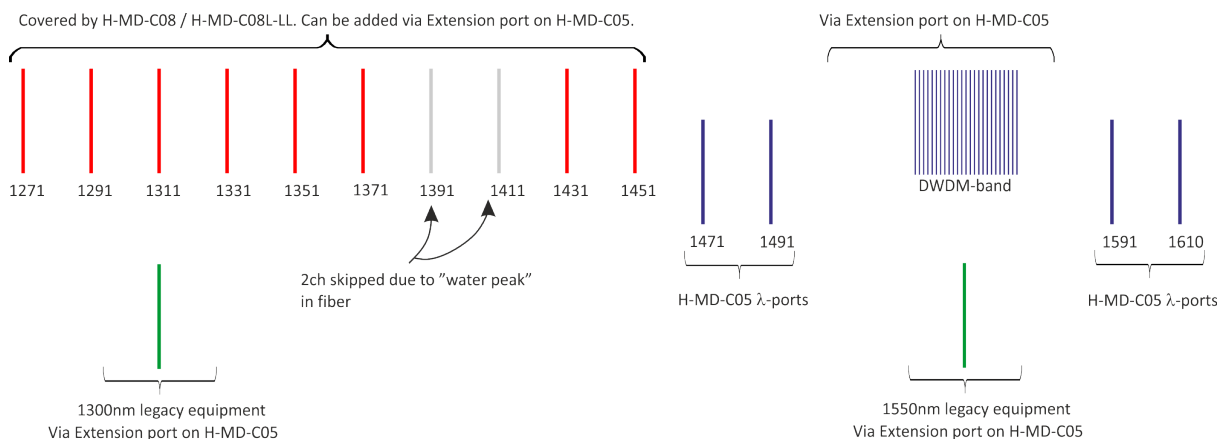 Covered by H-MD-C08 / H-MD-C08L-LL. Can be added via Extension port on H-MD-C05.
Via Extension port on H-MD-C05
1271 1291 1311 1331 1351 1371 1391 1411 1431 1451
DWDM-band
1471 1491
1591 1610
2ch skipped due to ”water peak”
in fiber
H-MD-C05 λ-ports
H-MD-C05 λ-ports
1300nm legacy equipment
Via Extension port on H-MD-C05
1550nm legacy equipment
Via Extension port on H-MD-C05